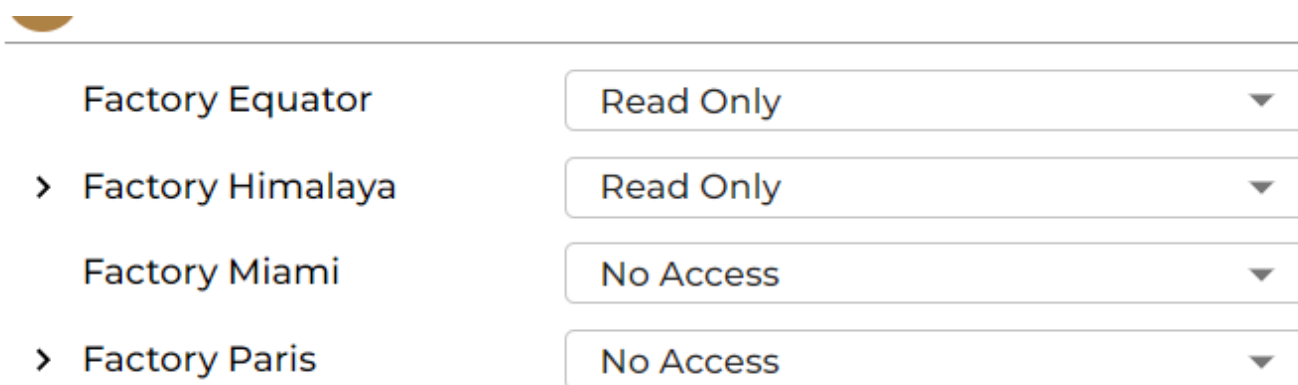 Factory Equator Read Only
Factory Himalaya Read Only
Factory Miami No Access
Factory Paris No Access